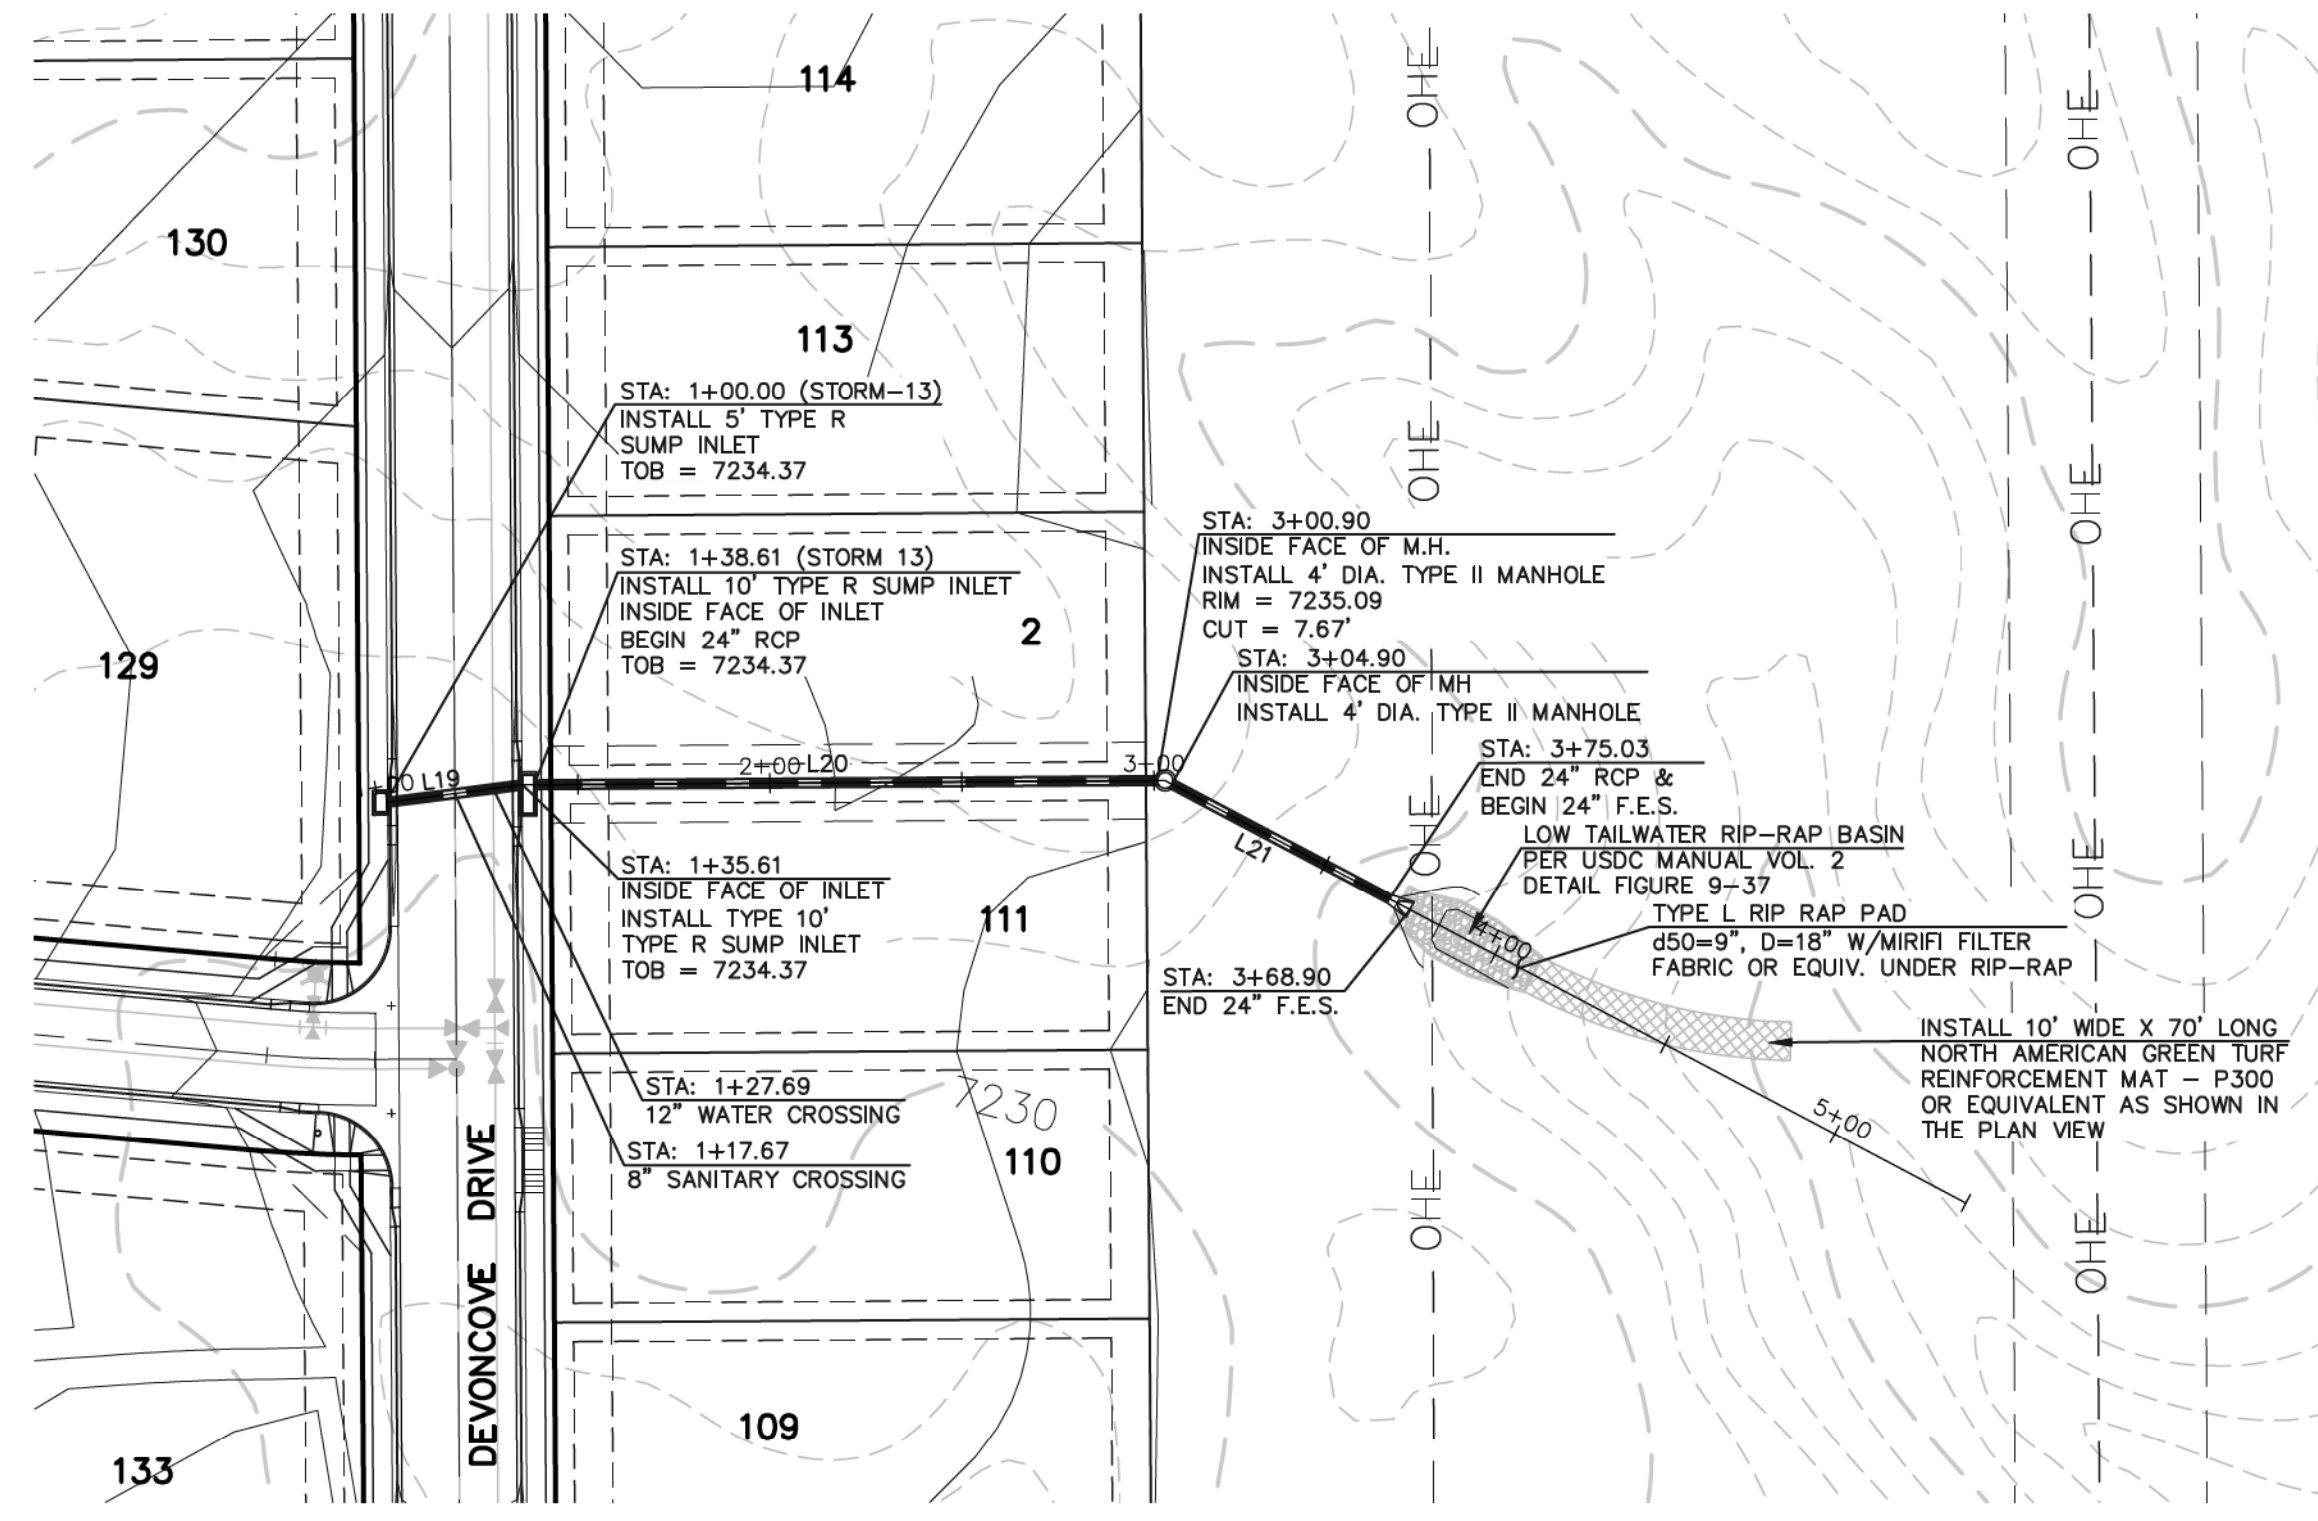 114
OHE
OHE
130
113
STA: 1+00.00 (STORM-13)
INSTALL 5' TYPE R
SUMP INLET
TOB = 7234.37
OHE
OHE
STA: 1+38.61 (STORM 13)
INSTALL 10' TYPE R SUMP INLET
INSIDE FACE OF INLET
BEGIN 24" RCP
TOB = 7234.37
2
STA: 3+00.90
INSIDE FACE OF M.H.
INSTALL 4' DIA. TYPE II MANHOLE
RIM = 7235.09
CUT = 7.67'
STA: 3+04.90
INSIDE FACE OF MH
INSTALL 4' DIA. TYPE II MANHOLE
129
L19
2+00
L20
3+00
L21
OHE
OHE
STA: 3+75.03
END 24" RCP &
BEGIN 24" F.E.S.
LOW TAILWATER RIP-RAP BASIN
PER USDC MANUAL VOL. 2
DETAIL FIGURE 9-37
TYPE L RIP RAP PAD
d50=9", D=18" W/MIRIFI FILTER
FABRIC OR EQUIV. UNDER RIP-RAP
4+00
STA: 1+35.61
INSIDE FACE OF INLET
INSTALL TYPE 10'
TYPE R SUMP INLET
TOB = 7234.37
111
STA: 3+68.90
END 24" F.E.S.
INSTALL 10' WIDE X 70' LONG
NORTH AMERICAN GREEN TURF
REINFORCEMENT MAT - P300
OR EQUIVALENT AS SHOWN IN
THE PLAN VIEW
5+00
STA: 1+27.69
12" WATER CROSSING
STA: 1+17.67
8" SANITARY CROSSING
7230
110
OHE
OHE
DEVONCOVE DRIVE
109
133